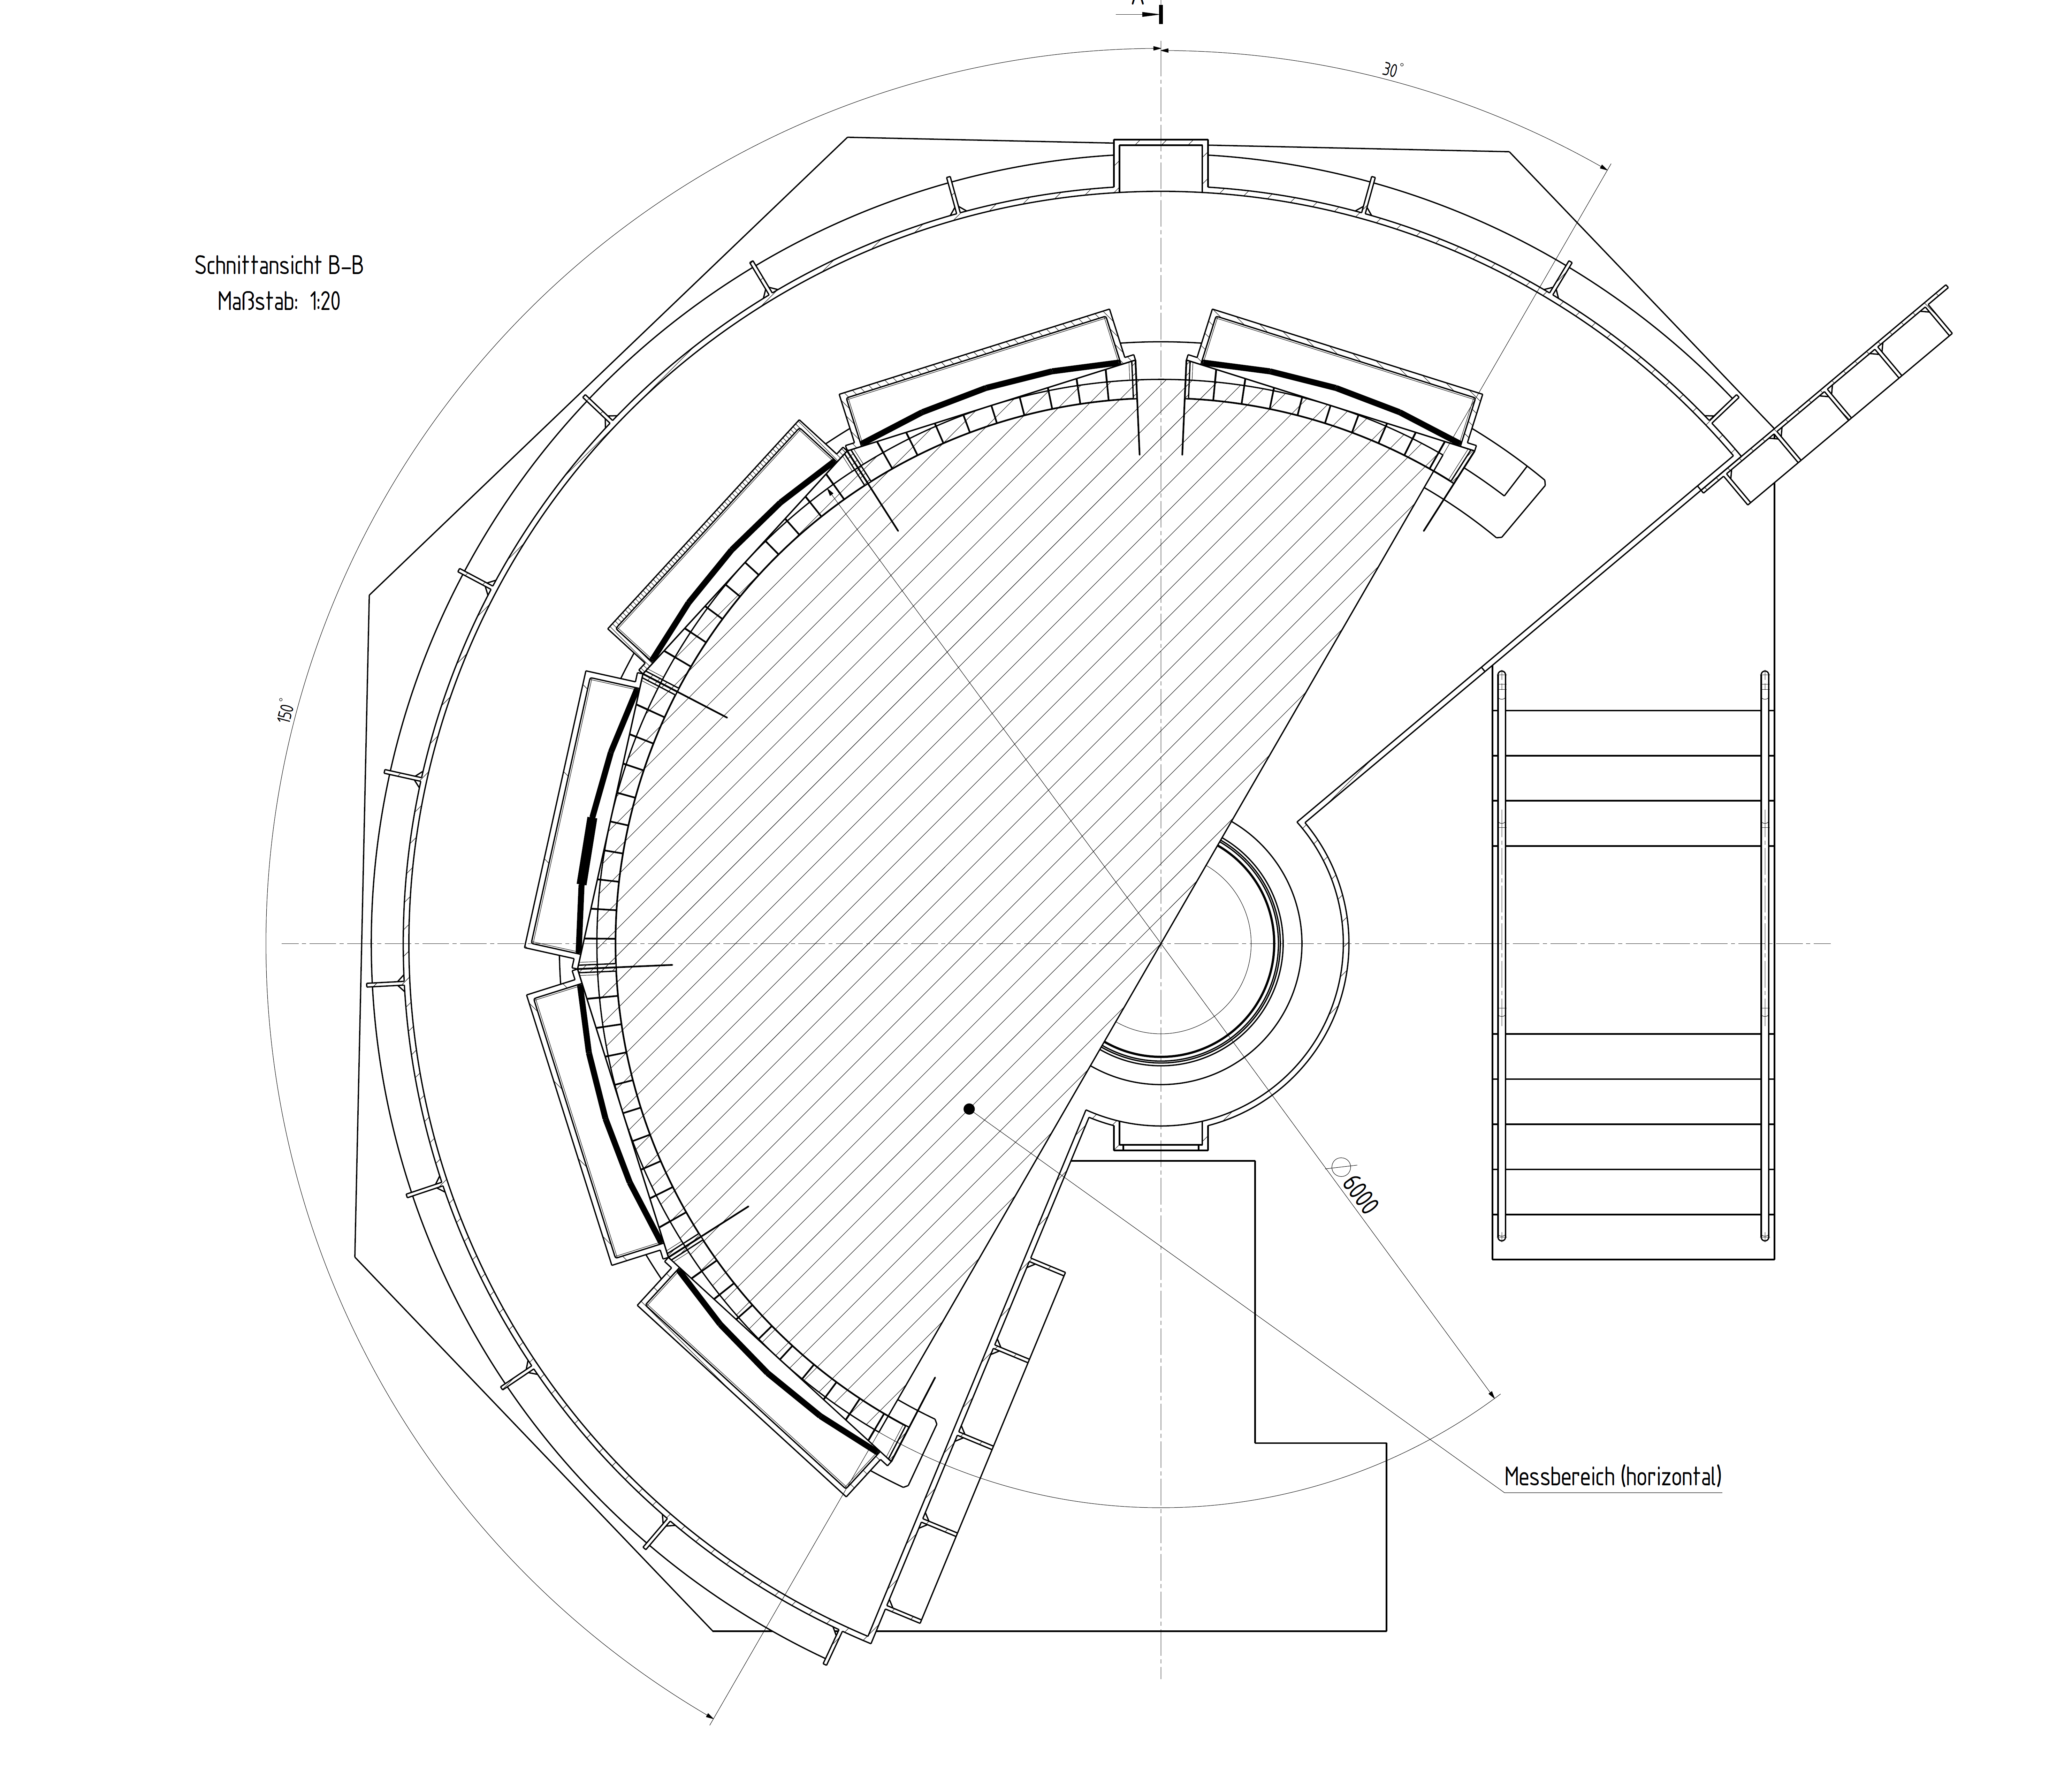 30°
Schnittansicht B-B
Maßstab: 1:20
150°
⌀6000
Messbereich (horizontal)